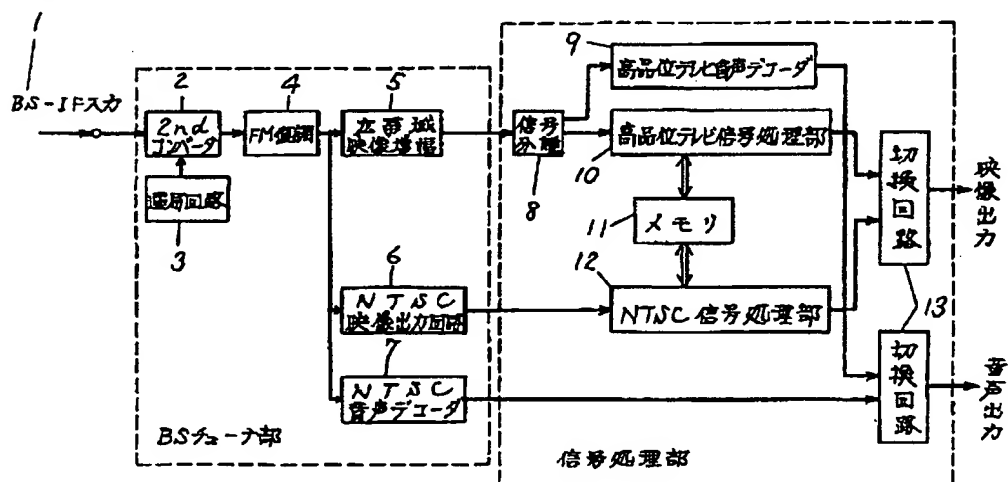 1
BS-IF入力
2
2nd
コンバータ
選局回路
3
4
FM復調
5
広帯域
映像増幅
6
NTSC
映像出力回路
7
NTSC
音声デコーダ
BSチューナ部
信号
分離
8
9
高品位テレビ音声デコーダ
高品位テレビ信号処理部
10
11
メモリ
12
NTSC信号処理部
切換回路
映像出力
13
切換回路
音声出力
信号処理部